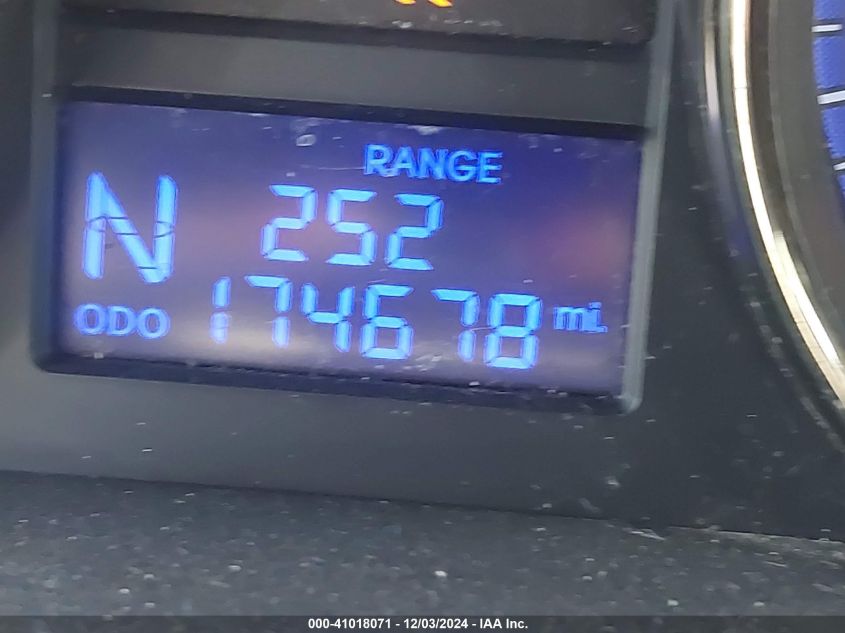 RANGE
N 252
ODO 174678 mi.
000-41018071 - 12/03/2024 - IAA Inc.